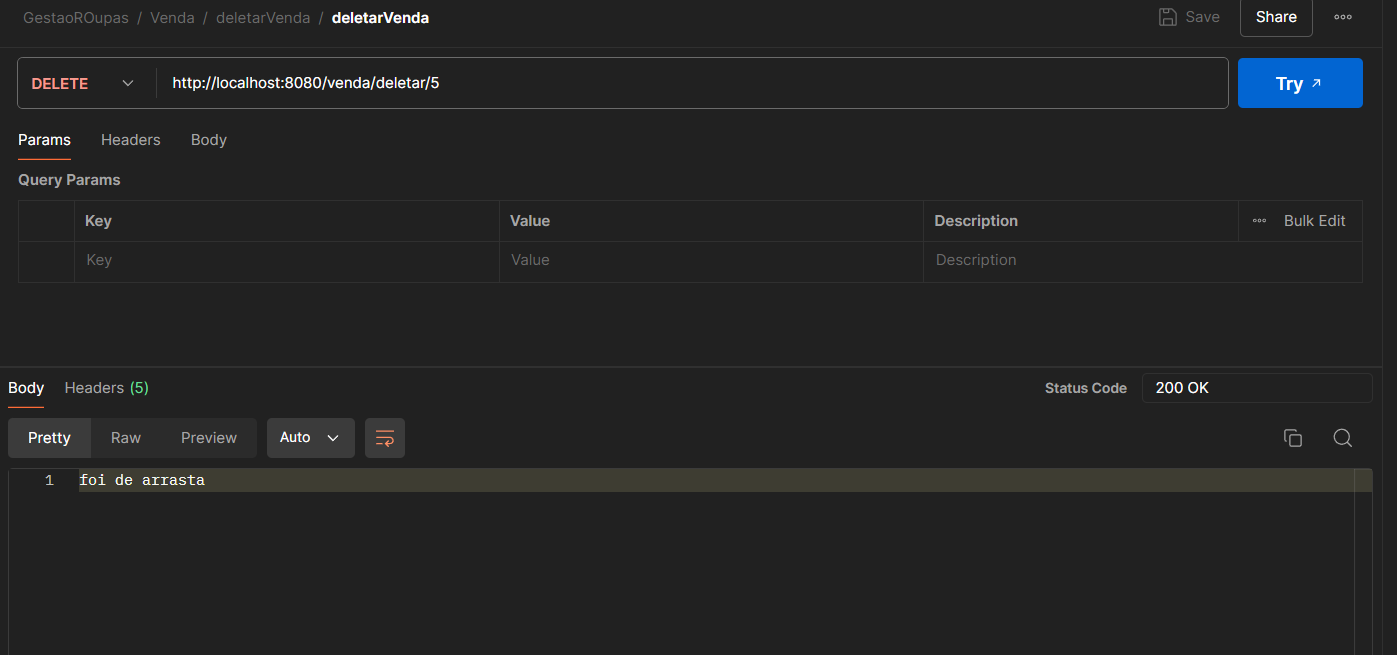 GestaoROupas / Venda / deletarVenda / deletarVenda Save Share
DELETE http://localhost:8080/venda/deletar/5 Try
Params Headers Body
Query Params
Key Value Description Bulk Edit
Key Value Description
Body Headers (5) Status Code 200 OK
Pretty Raw Preview Auto
1 foi de arrasta